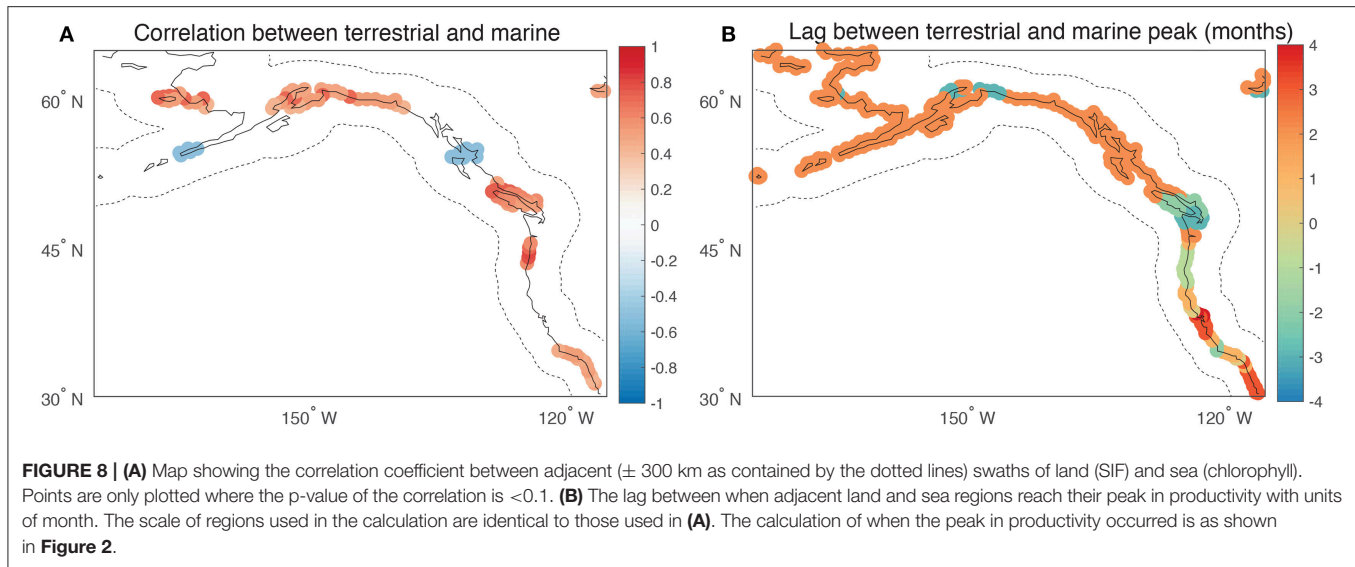 A
Correlation between terrestrial and marine
60° N
45° N
30° N
150° W
120° W
1
0.8
0.6
0.4
0.2
0
-0.2
-0.4
-0.6
-0.8
-1
B
Lag between terrestrial and marine peak (months)
60° N
45° N
30° N
150° W
120° W
4
3
2
1
0
-1
-2
-3
-4
FIGURE 8 | (A) Map showing the correlation coefficient between adjacent (± 300 km as contained by the dotted lines) swaths of land (SIF) and sea (chlorophyll).
Points are only plotted where the p-value of the correlation is <0.1. (B) The lag between when adjacent land and sea regions reach their peak in productivity with units
of month. The scale of regions used in the calculation are identical to those used in (A). The calculation of when the peak in productivity occurred is as shown
in Figure 2.